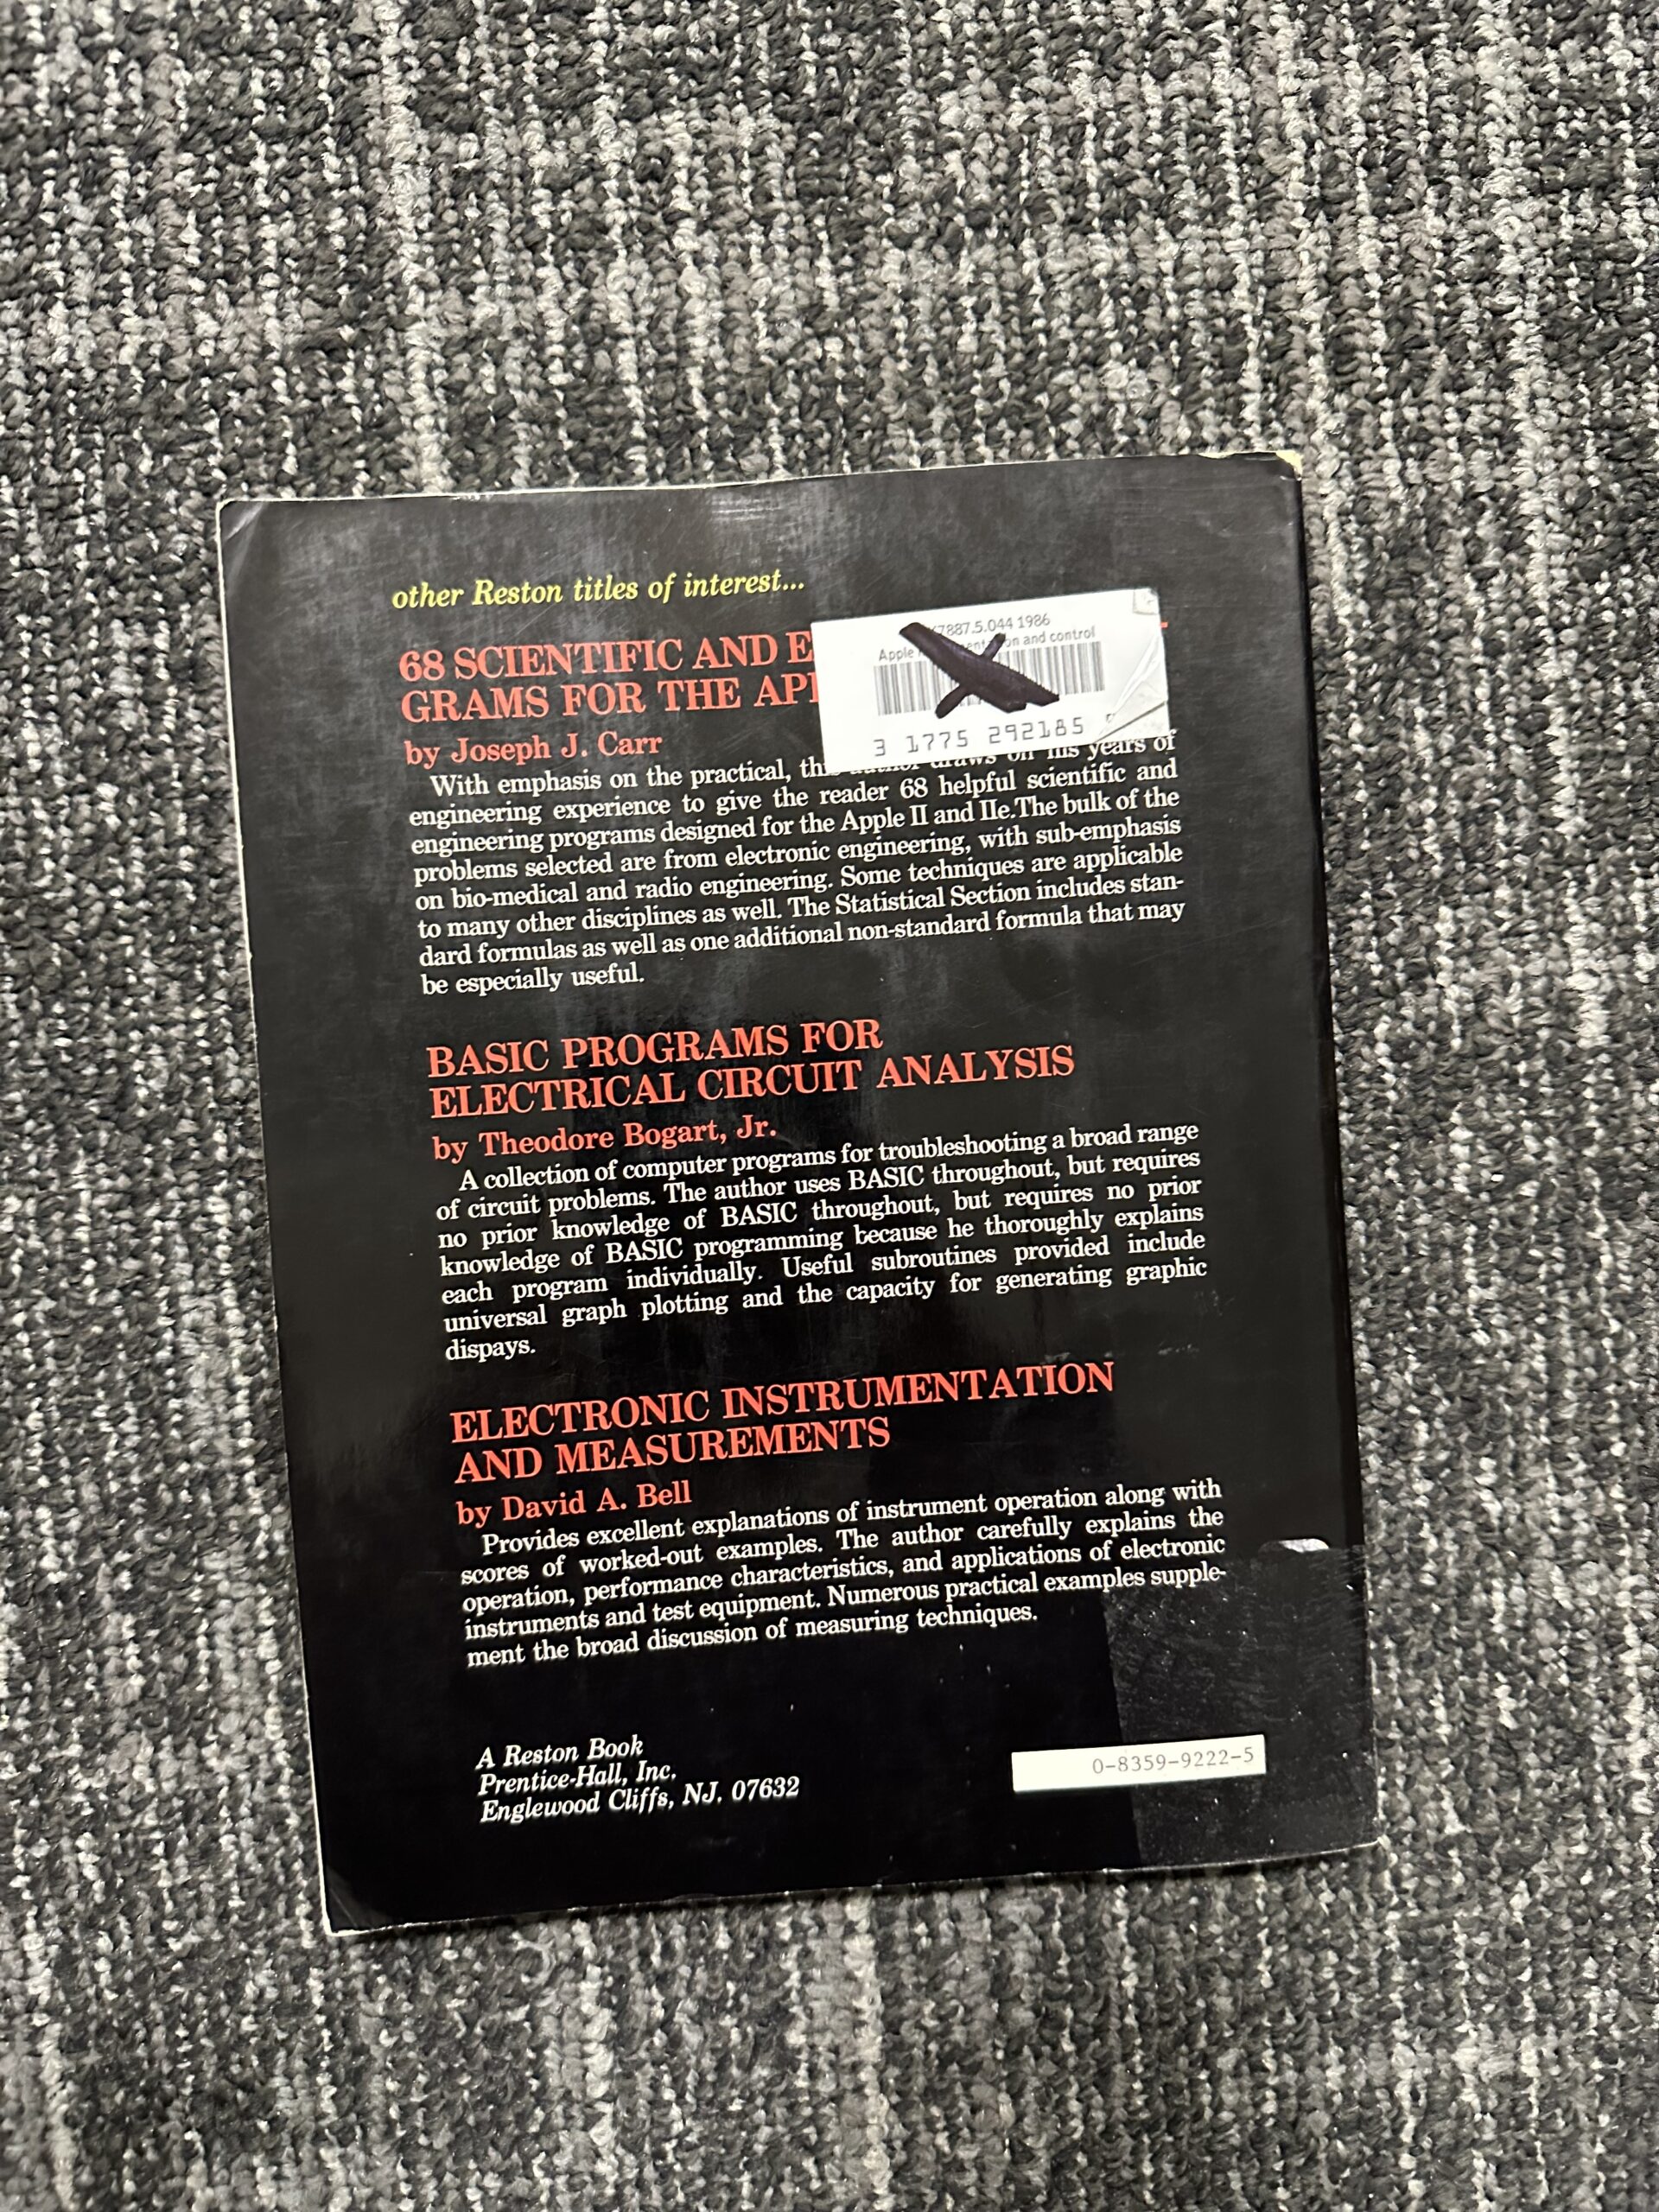 other Reston titles of interest...
7887.5.044 1986
Apple and control
3 1775 292185
68 SCIENTIFIC AND
GRAMS FOR THE
by Joseph J. Carr
With emphasis on the practical, his years of
engineering experience to give the reader 68 helpful scientific and
engineering programs designed for the Apple II and IIe. The bulk of the
problems selected are from electronic engineering, with sub-emphasis
on bio-medical and radio engineering. Some techniques are applicable
to many other disciplines as well. The Statistical Section includes stan-
dard formulas as well as one additional non-standard formula that may
be especially useful.
BASIC PROGRAMS FOR
ELECTRICAL CIRCUIT ANALYSIS
by Theodore Bogart, Jr.
A collection of computer programs for troubleshooting a broad range
of circuit problems. The author uses BASIC throughout, but requires
no prior knowledge of BASIC throughout, but requires no prior
knowledge of BASIC programming because he thoroughly explains
each program individually. Useful subroutines provided include
universal graph plotting and the capacity for generating graphic
dispays.
ELECTRONIC INSTRUMENTATION
AND MEASUREMENTS
by David A. Bell
Provides excellent explanations of instrument operation along with
scores of worked-out examples. The author carefully explains the
operation, performance characteristics, and applications of electronic
instruments and test equipment. Numerous practical examples supple-
ment the broad discussion of measuring techniques.
A Reston Book
Prentice-Hall, Inc.
Englewood Cliffs, NJ. 07632
0-8359-9222-5